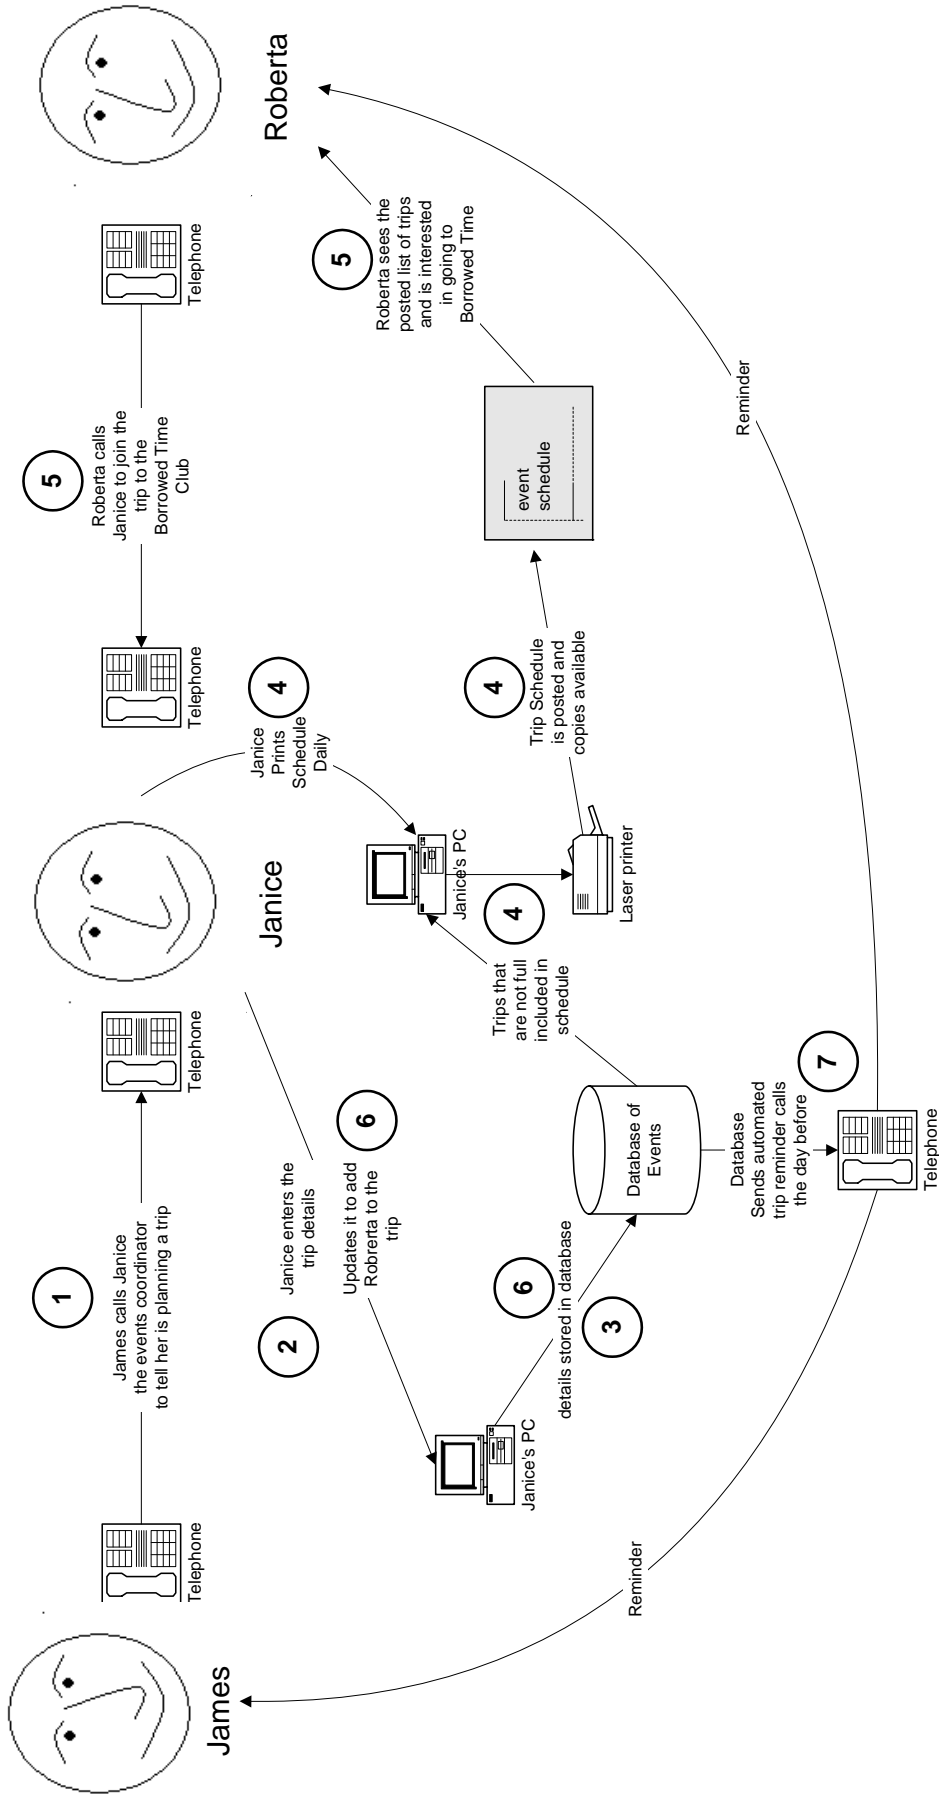 James
Telephone
1
James calls Janice
the events coordinator
to tell her is planning a trip
Telephone
Janice
Telephone
5
Roberta calls
Janice to join the
trip to the
Borrowed Time
Club
Telephone
Roberta
2
Janice enters the
trip details
6
Updates it to add
Robrerta to the
trip
Janice's PC
6
details stored in database
3
Database of
Events
Trips that
are not full
included in
schedule
Janice
Prints
Schedule
Daily
4
Janice's PC
4
Laser printer
4
Trip Schedule
is posted and
copies available
event
schedule
5
Roberta sees the
posted list of trips
and is interested
in going to
Borrowed Time
Database
Sends automated
trip reminder calls
the day before
7
Telephone
Reminder
Reminder